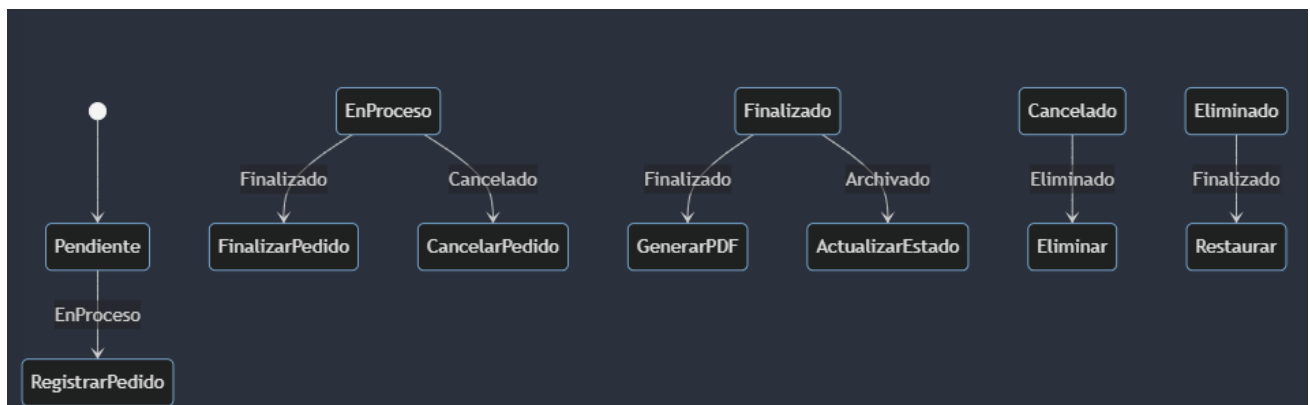 EnProceso
Finalizado
Cancelado
Eliminado
Finalizado
Cancelado
Finalizado
Archivado
Eliminado
Finalizado
Pendiente
FinalizarPedido
CancelarPedido
GenerarPDF
ActualizarEstado
Eliminar
Restaurar
EnProceso
RegistrarPedido